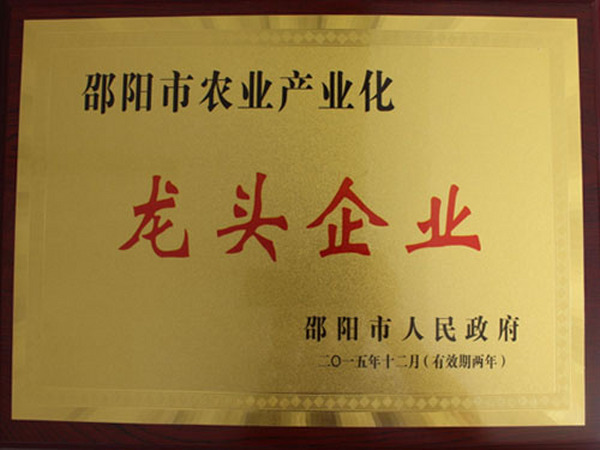 邵阳市农业产业化
龙头企业
邵阳市人民政府
二〇一五年十二月(有效期两年)